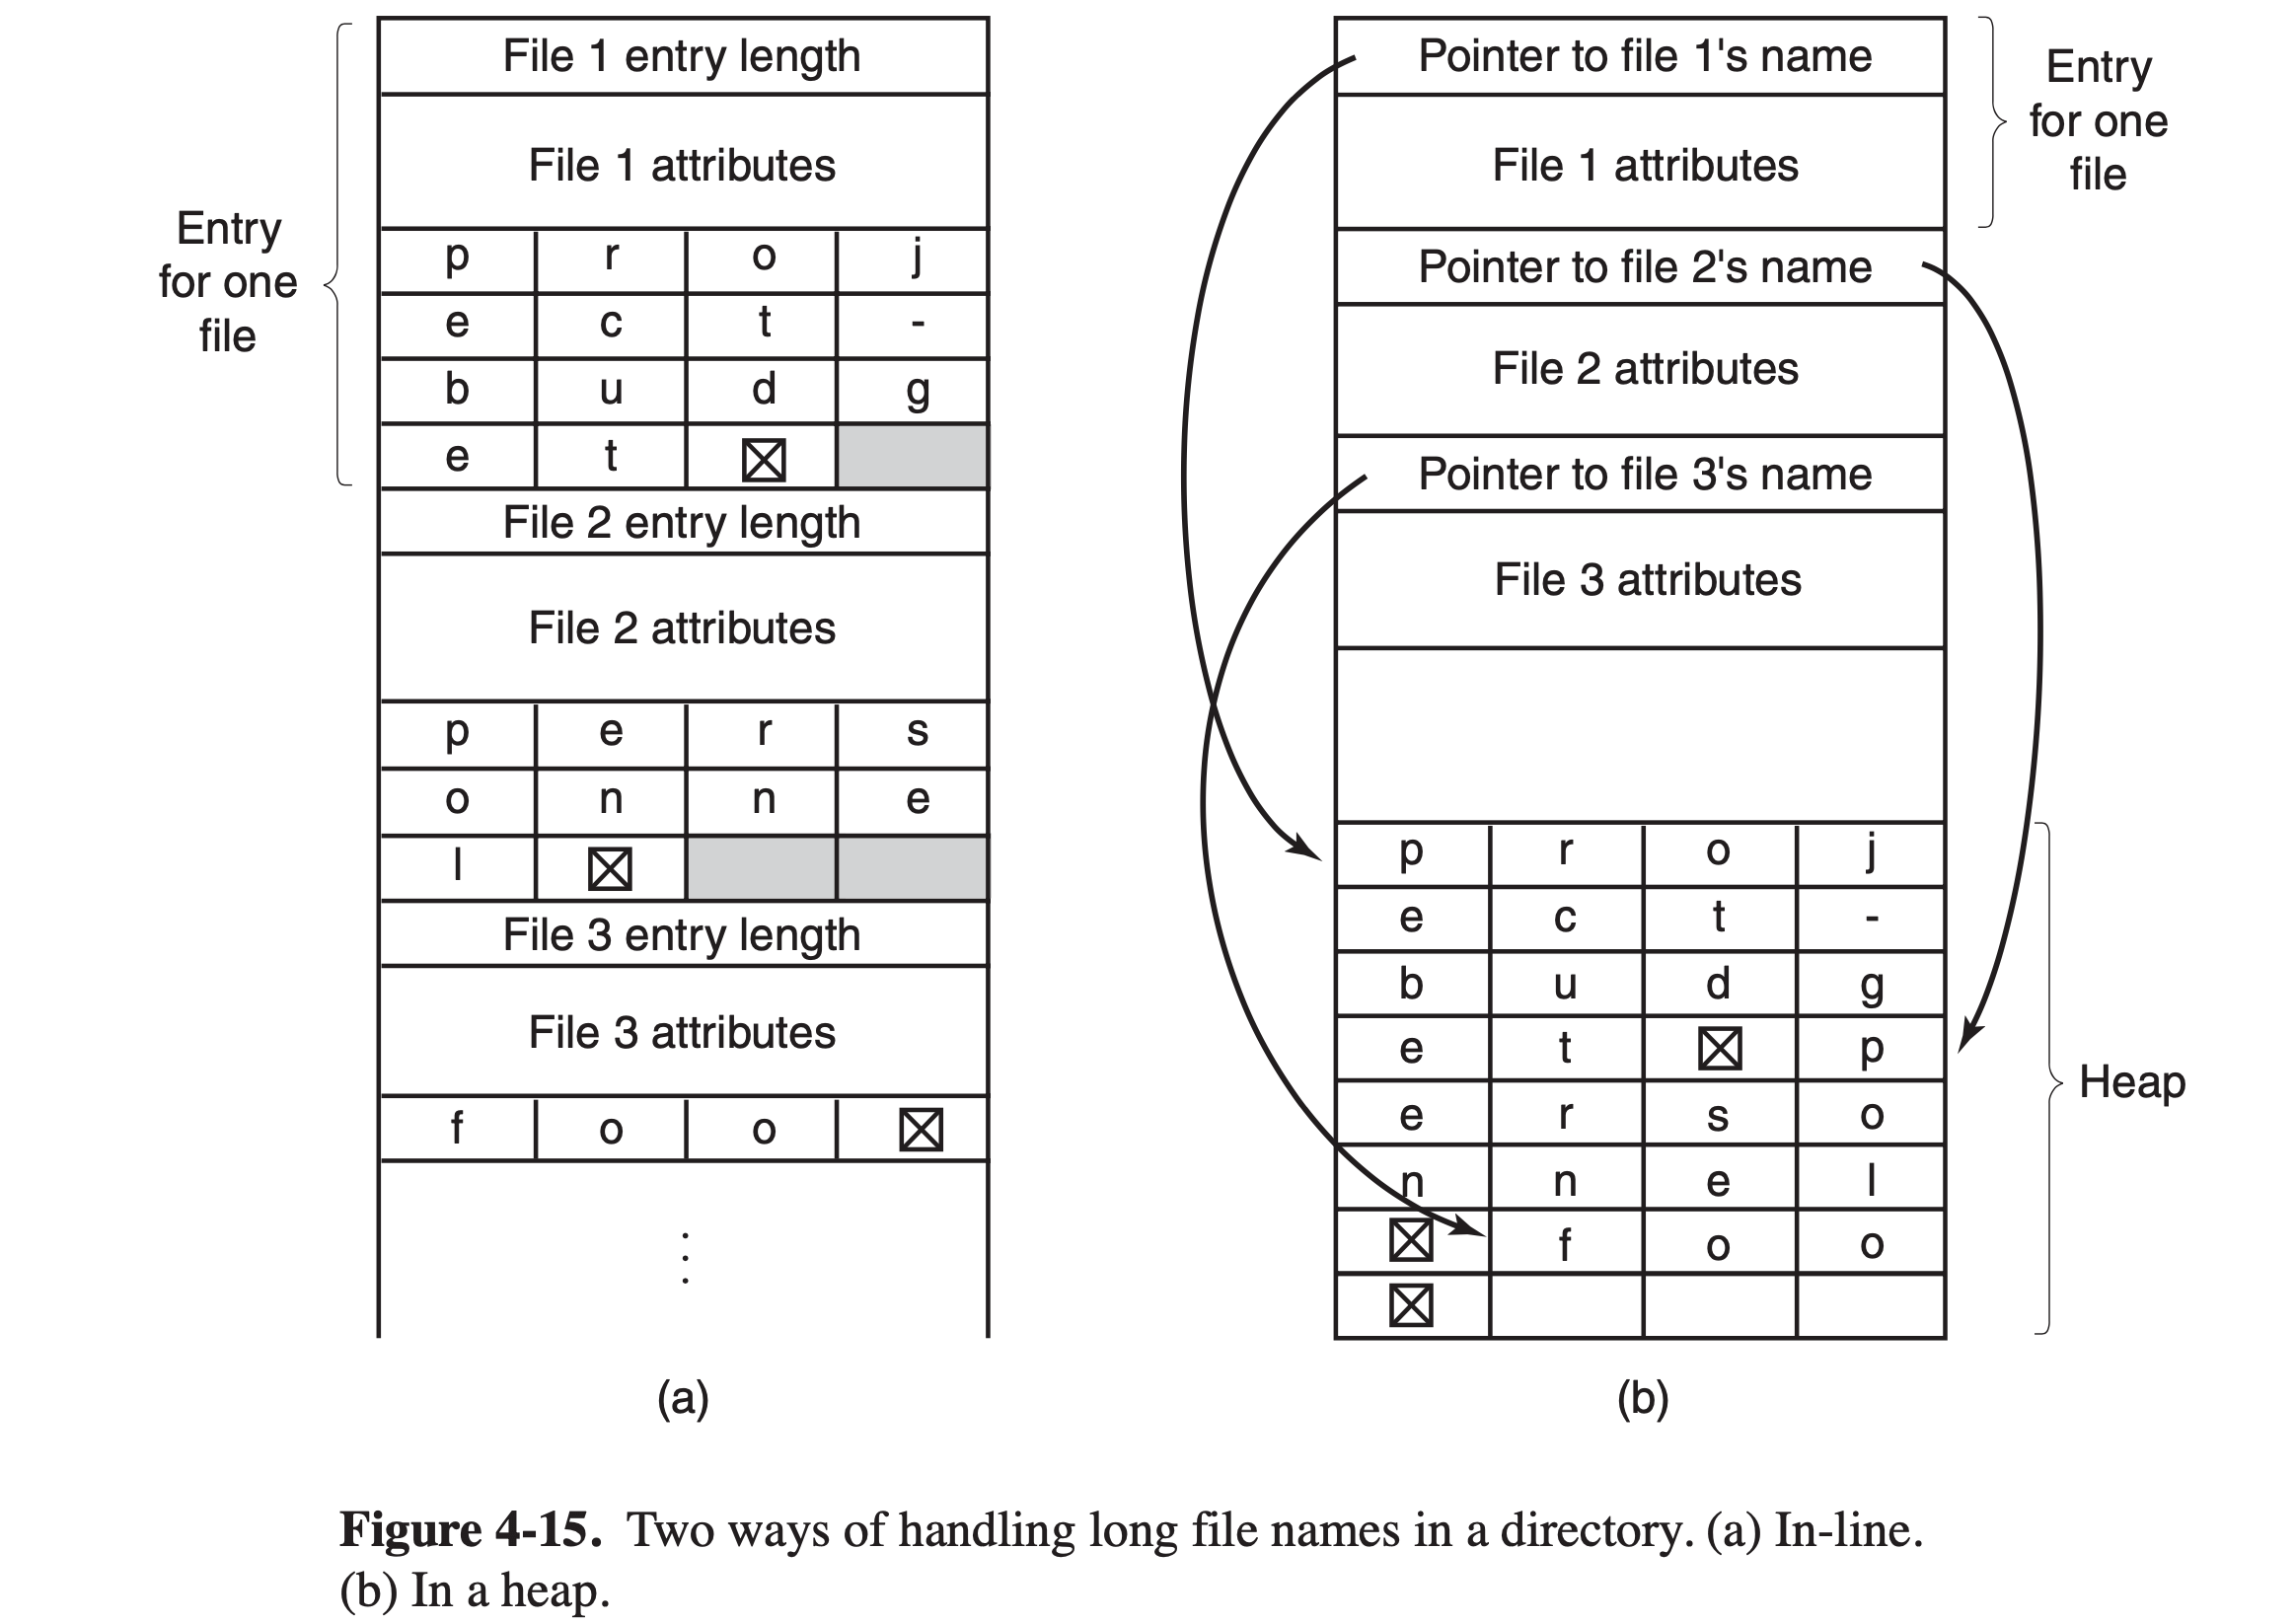 File 1 entry length
File 1 attributes
Entry
for one
file
p r o j
e c t -
b u d g
e t ☒
File 2 entry length
File 2 attributes
p e r s
o n n e
l ☒
File 3 entry length
File 3 attributes
f o o ☒
⋮
(a)
Pointer to file 1's name
File 1 attributes
Entry
for one
file
Pointer to file 2's name
File 2 attributes
Pointer to file 3's name
File 3 attributes
p r o j
e c t -
b u d g
e t ☒ p
e r s o
n n e l
☒ f o o
☒
Heap
(b)
Figure 4-15. Two ways of handling long file names in a directory. (a) In-line.
(b) In a heap.